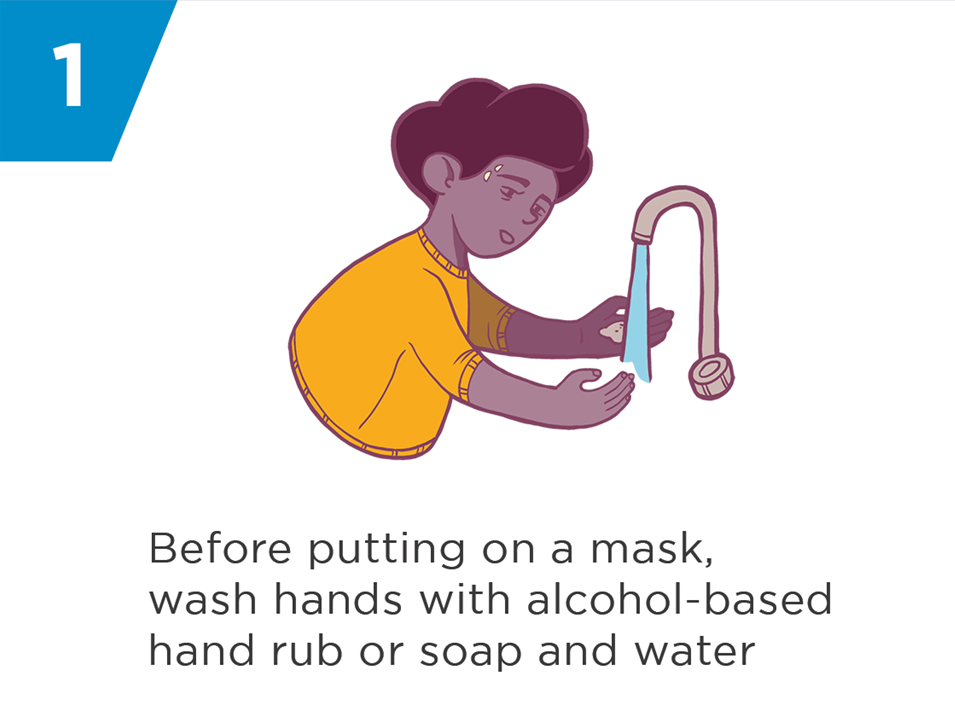 1
Before putting on a mask,
wash hands with alcohol-based
hand rub or soap and water